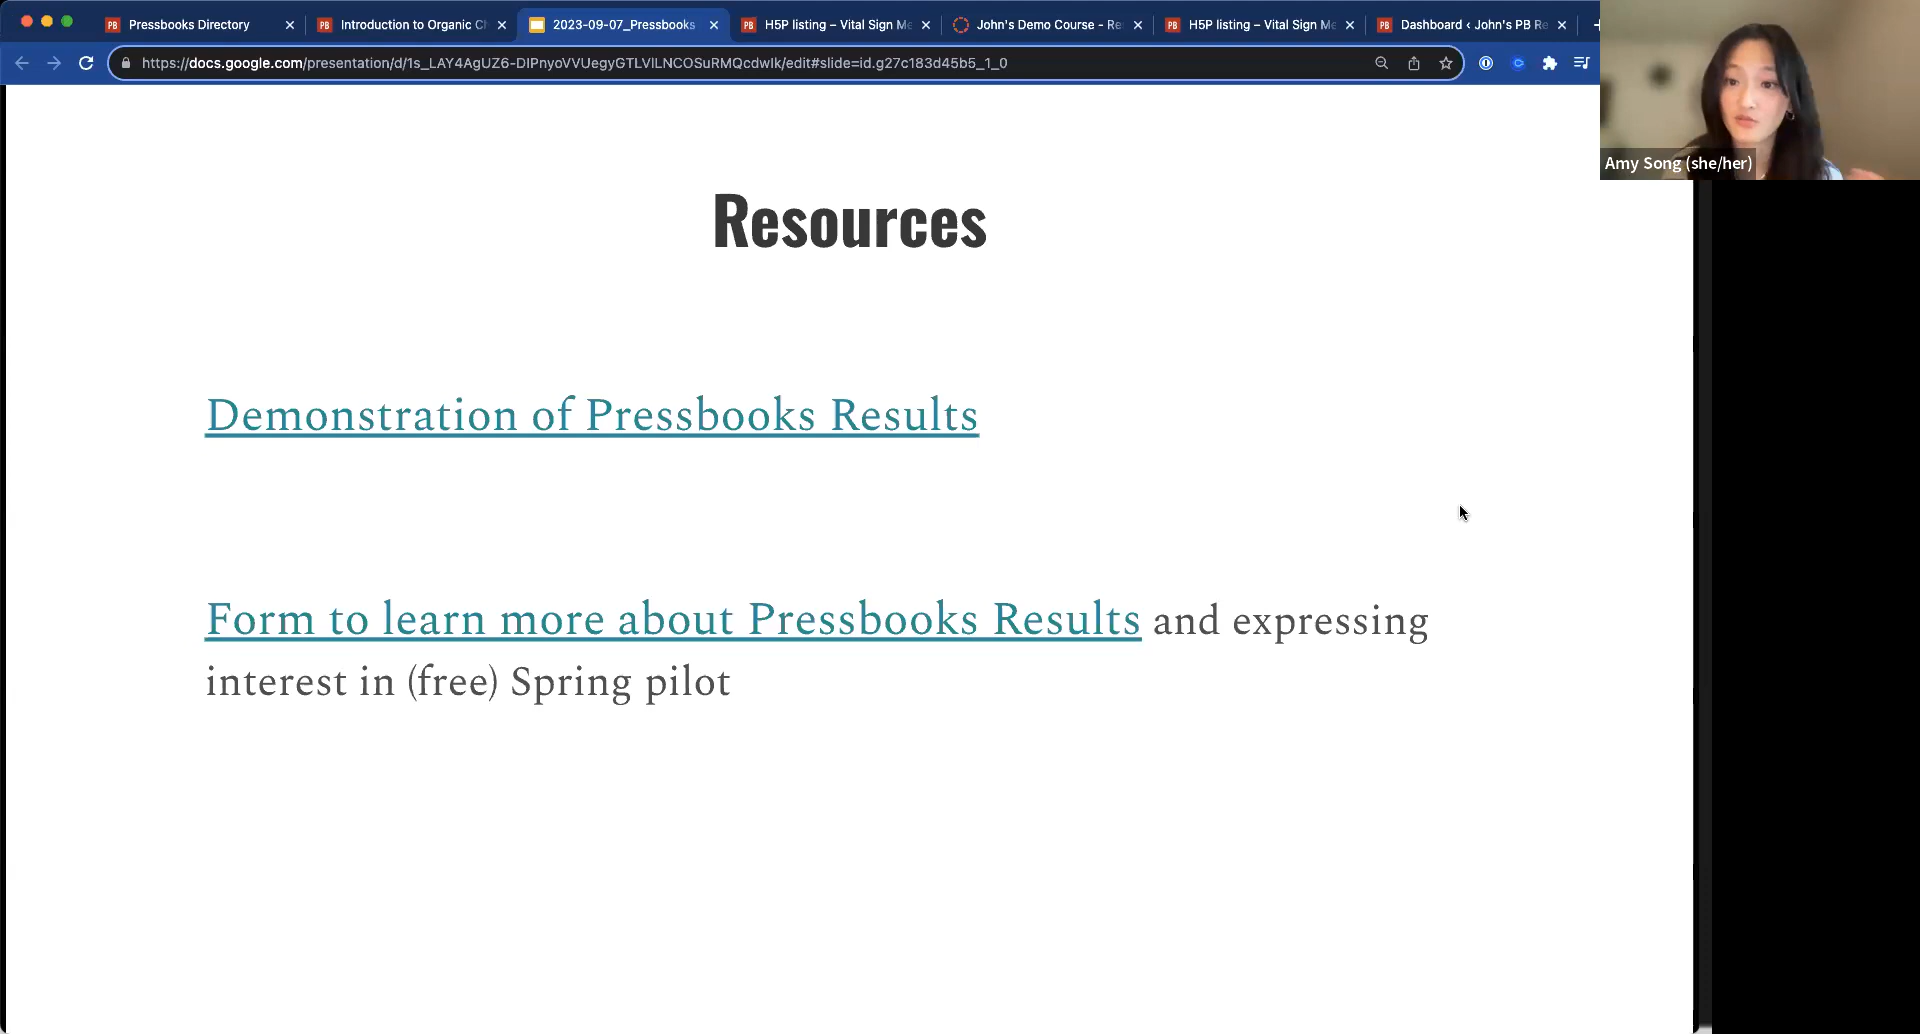 Pressbooks Directory
Introduction to Organic C
2023-09-07_Pressbooks
H5P listing – Vital Sign Me
John's Demo Course - Re
H5P listing – Vital Sign Me
Dashboard ‹ John's PB Re
https://docs.google.com/presentation/d/1s_LAY4AgUZ6-DIPnyoVVUegyGTLVlLNCOSuRMQcdwIk/edit#slide=id.g27c183d45b5_1_0
Amy Song (she/her)
Resources
Demonstration of Pressbooks Results
Form to learn more about Pressbooks Results and expressing
interest in (free) Spring pilot